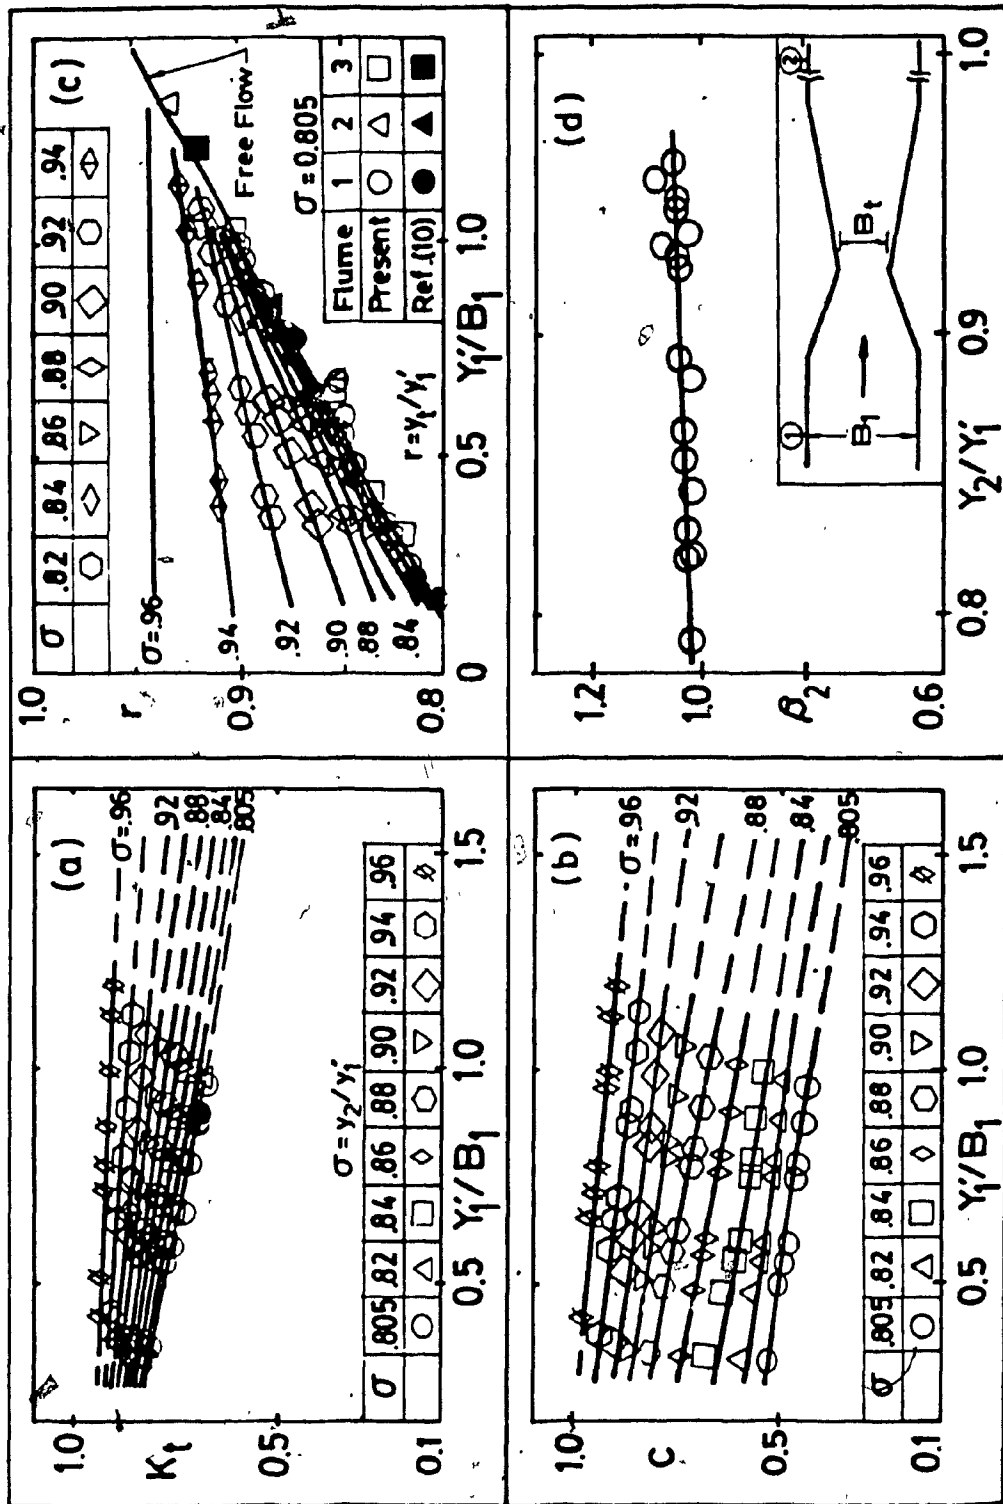 (a)
1.0
K_t
0.5
0.1
σ=.96
.92
.88
.84
.805
σ=y₂/y₁'
σ .805 .82 .84 .86 .88 .90 .92 .94 .96
0.5 Y₁'/B₁ 1.0 1.5
(c)
σ .82 .84 .86 .88 .90 .92 .94
1.0
r
0.9
0.8
σ=.96
.94
.92
.90
.88
.84
Free Flow
σ=0.805
Flume 1 2 3
Present
Ref.(10)
r=y_t/y₁'
0 0.5 Y₁'/B₁ 1.0
(b)
1.0
C
0.5
0.1
σ=.96
.92
.88
.84
.805
σ .805 .82 .84 .86 .88 .90 .92 .94 .96
0.5 Y₁'/B₁ 1.0 1.5
(d)
1.2
1.0
β₂
0.6
1
2
B₁
B_t
0.8 Y₂/Y₁' 0.9 1.0